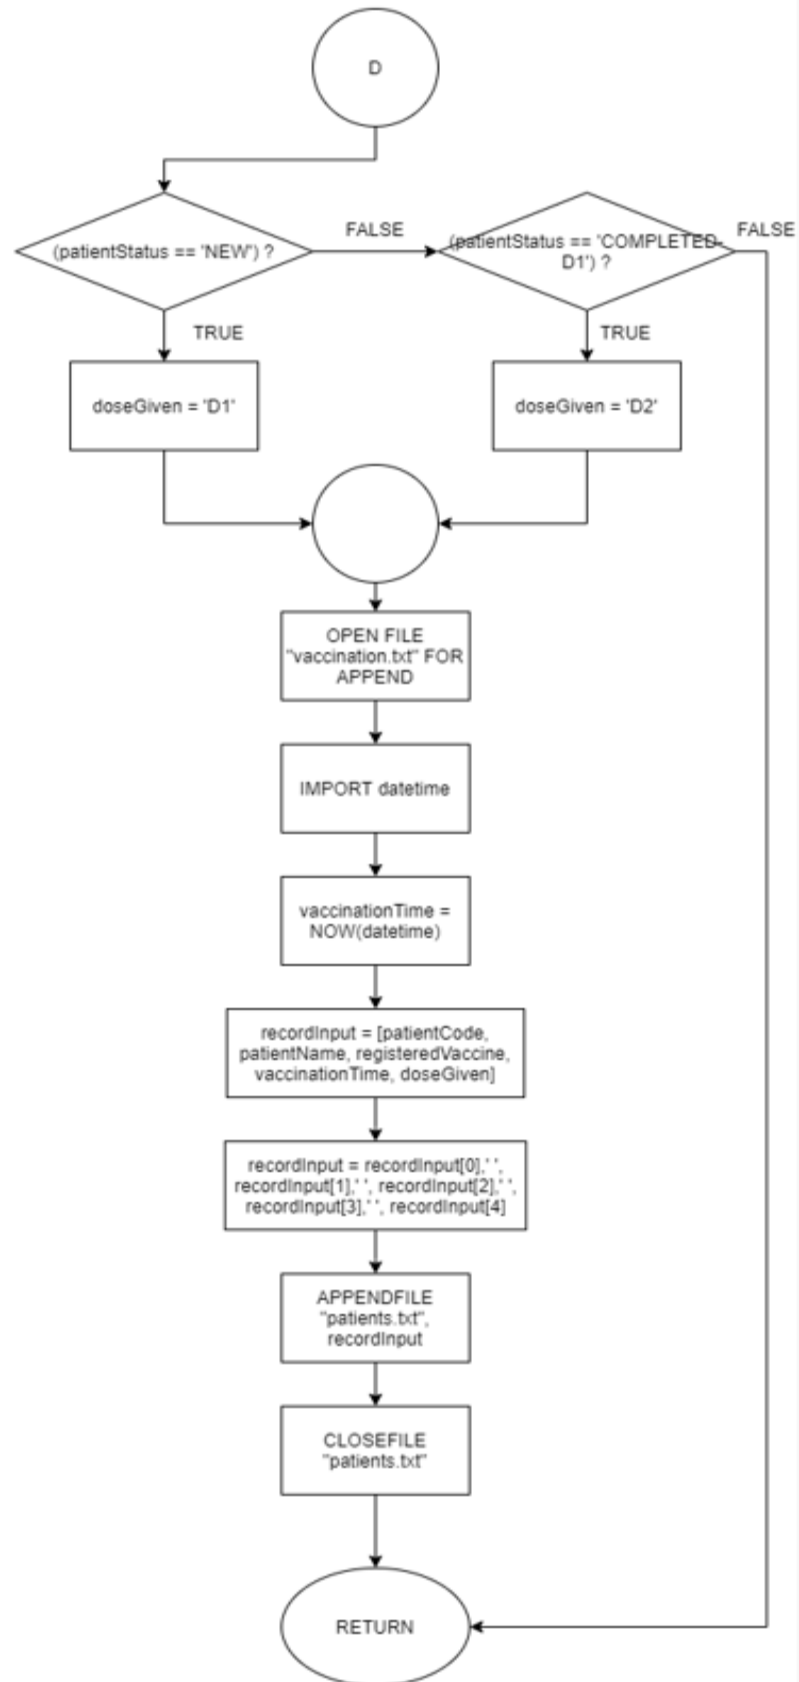 D
(patientStatus == 'NEW') ?
FALSE
(patientStatus == 'COMPLETED-
D1') ?
FALSE
TRUE
TRUE
doseGiven = 'D1'
doseGiven = 'D2'
OPEN FILE
"vaccination.txt" FOR
APPEND
IMPORT datetime
vaccinationTime =
NOW(datetime)
recordInput = [patientCode,
patientName, registeredVaccine,
vaccinationTime, doseGiven]
recordInput = recordInput[0],' ',
recordInput[1],' ', recordInput[2],' ',
recordInput[3],' ', recordInput[4]
APPENDFILE
"patients.txt",
recordInput
CLOSEFILE
"patients.txt"
RETURN